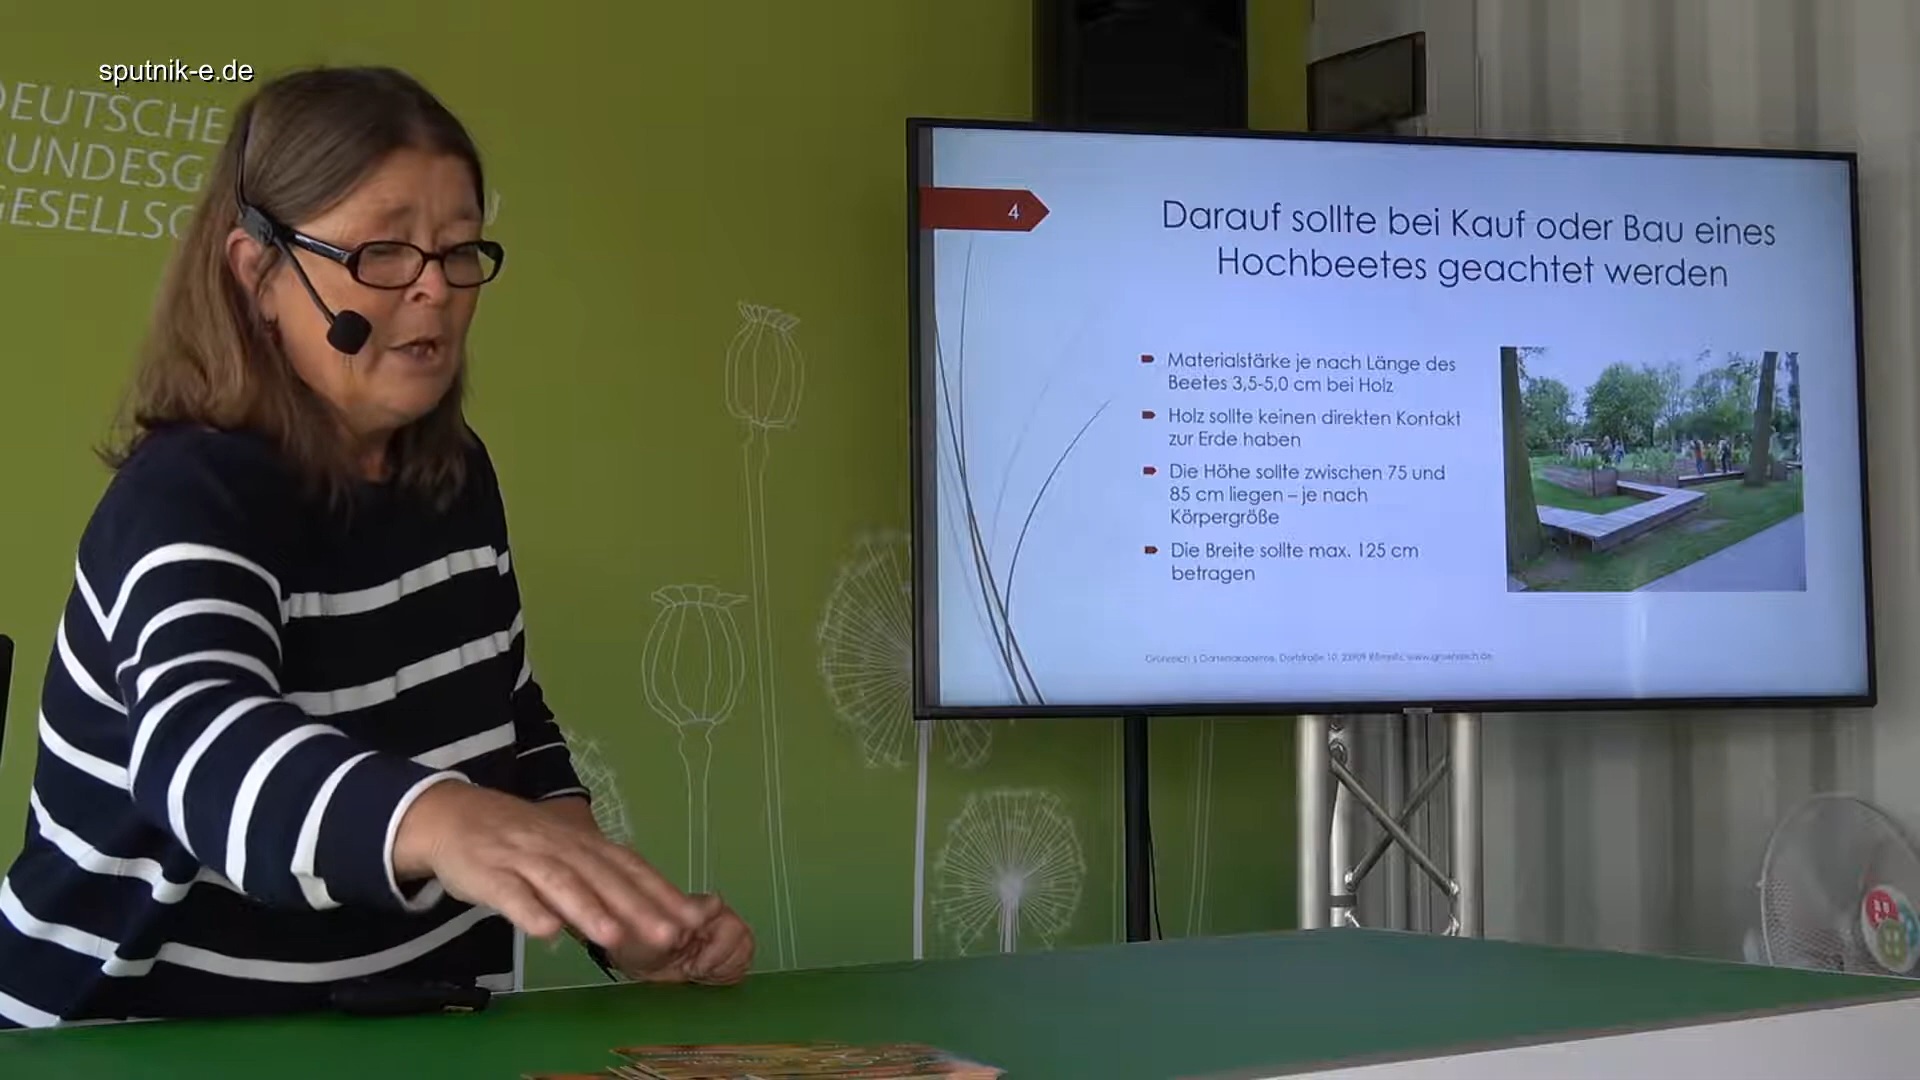 sputnik-e.de
DEUTSCHE
UNDESG
GESELLSC
4
Darauf sollte bei Kauf oder Bau eines
Hochbeetes geachtet werden
Materialstärke je nach Länge des
Beetes 3,5-5,0 cm bei Holz
Holz sollte keinen direkten Kontakt
zur Erde haben
Die Höhe sollte zwischen 75 und
85 cm liegen – je nach
Körpergröße
Die Breite sollte max. 125 cm
betragen